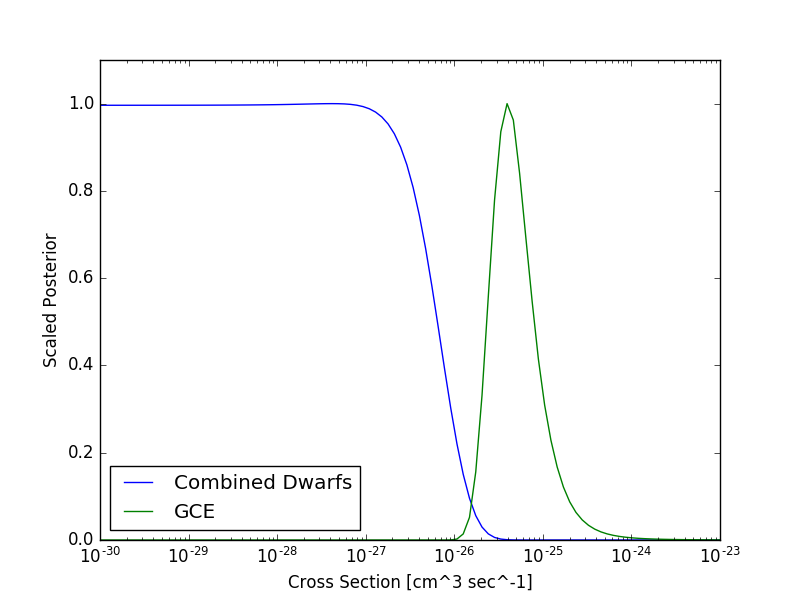 1.0
0.8
0.6
0.4
0.2
0.0
Scaled Posterior
Combined Dwarfs
GCE
10^-30 10^-29 10^-28 10^-27 10^-26 10^-25 10^-24 10^-23
Cross Section [cm^3 sec^-1]